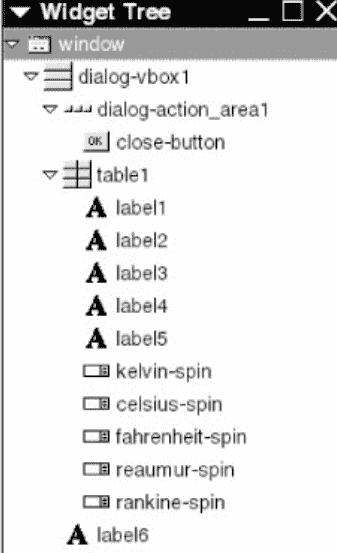 Widget Tree
window
dialog-vbox1
dialog-action_area1
OK close-button
table1
A label1
A label2
A label3
A label4
A label5
kelvin-spin
celsius-spin
fahrenheit-spin
reaumur-spin
rankine-spin
A label6